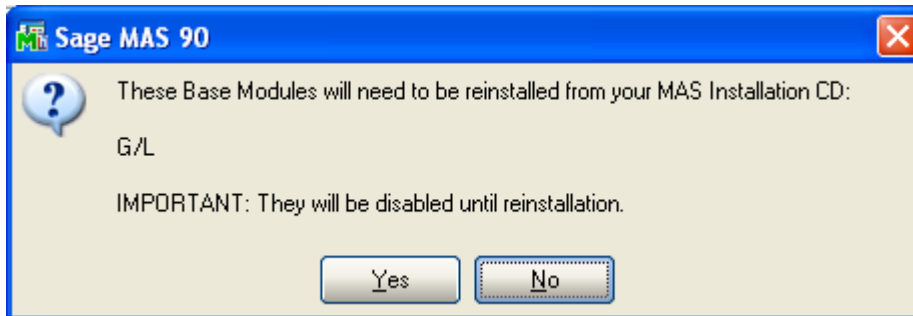 Sage MAS 90
These Base Modules will need to be reinstalled from your MAS Installation CD:
G/L
IMPORTANT: They will be disabled until reinstallation.
Yes
No